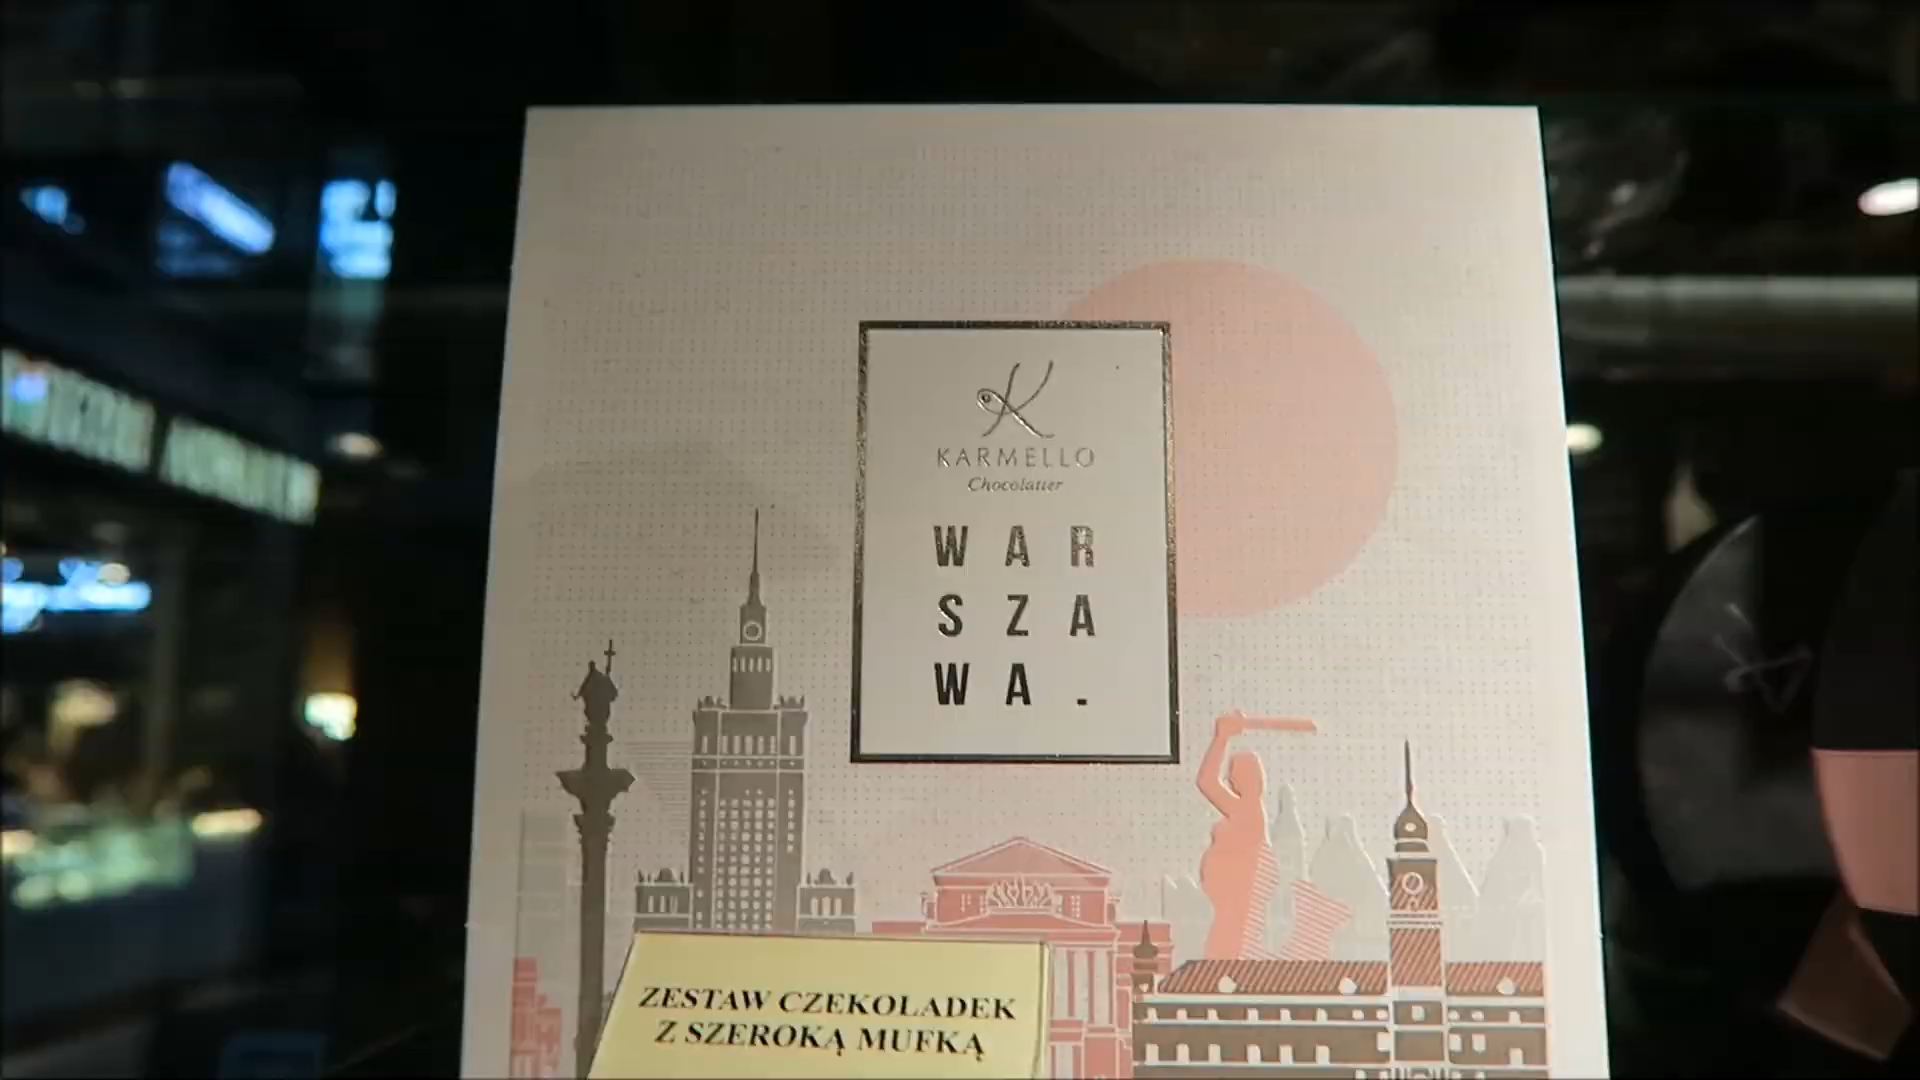 KARMELLO
Chocolatier
WAR
SZA
WA.
ZESTAW CZEKOLADEK
Z SZEROKĄ MUFKĄ